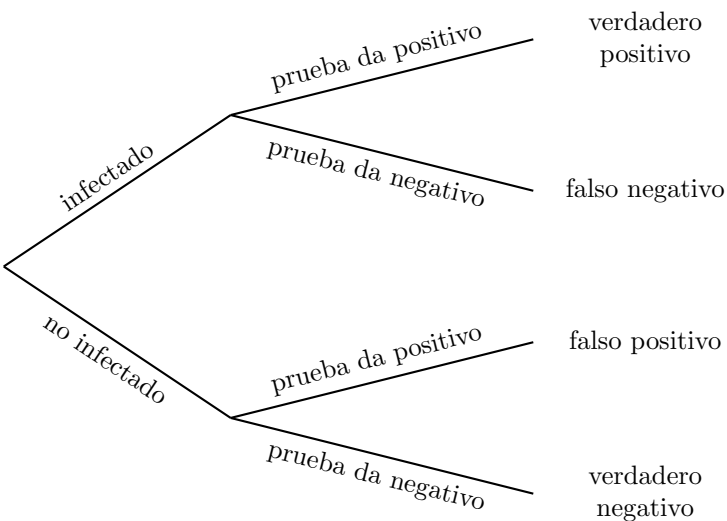 prueba da positivo
verdadero
positivo
infectado
prueba da negativo
falso negativo
no infectado
prueba da positivo
falso positivo
prueba da negativo
verdadero
negativo